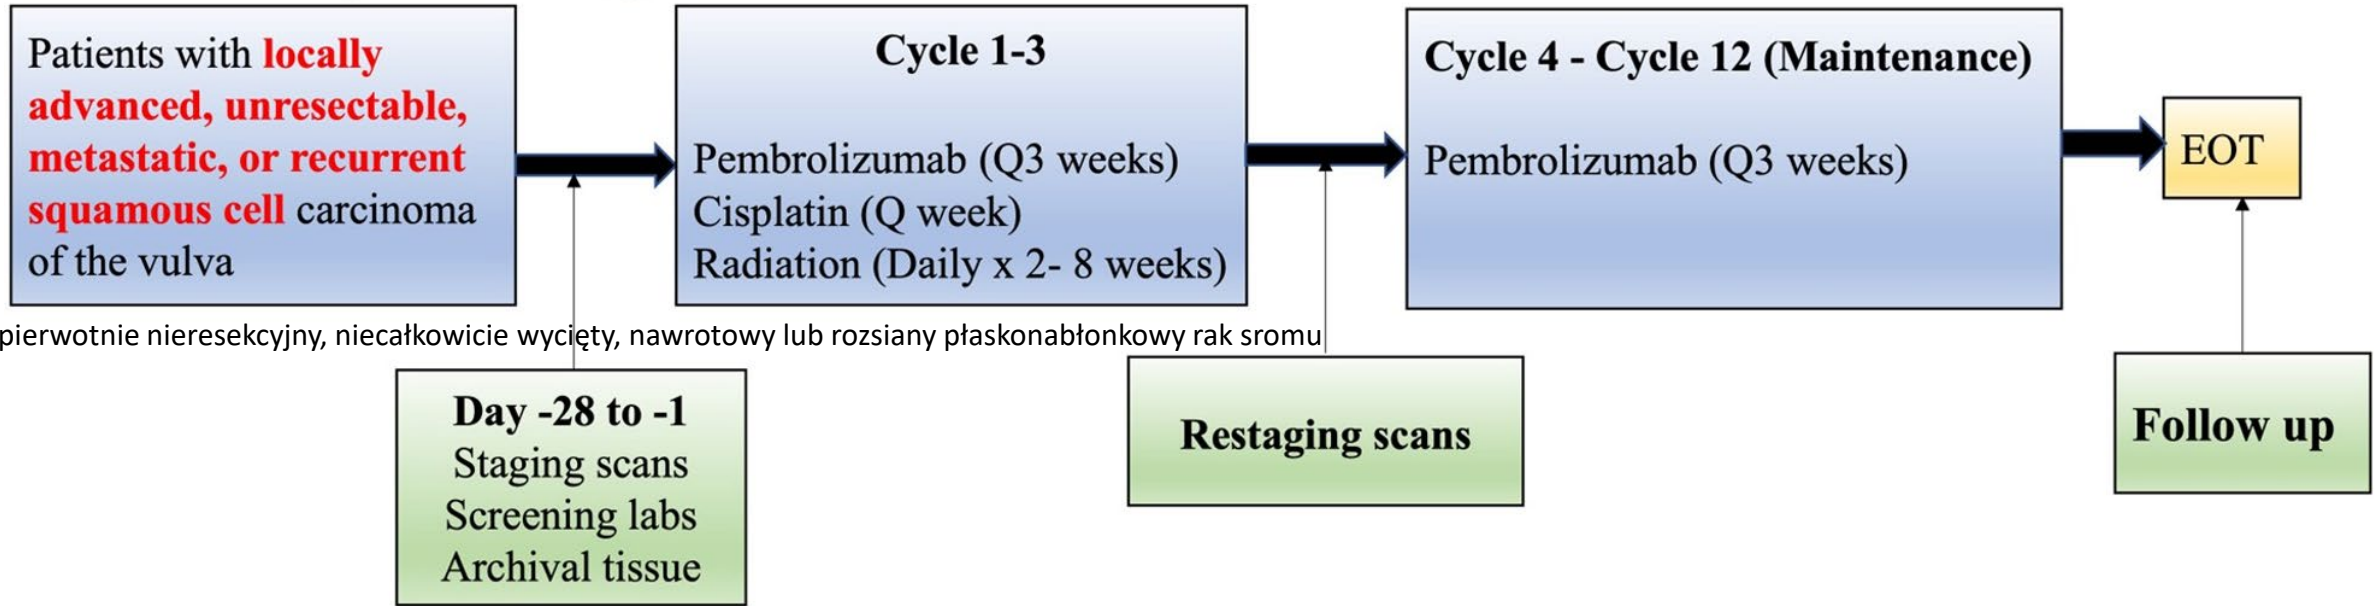 Patients with locally
advanced, unresectable,
metastatic, or recurrent
squamous cell carcinoma
of the vulva
Cycle 1-3
Pembrolizumab (Q3 weeks)
Cisplatin (Q week)
Radiation (Daily x 2- 8 weeks)
Cycle 4 - Cycle 12 (Maintenance)
Pembrolizumab (Q3 weeks)
EOT
pierwotnie nieresekcyjny, niecałkowicie wycięty, nawrotowy lub rozsiany płaskonabłonkowy rak sromu
Day -28 to -1
Staging scans
Screening labs
Archival tissue
Restaging scans
Follow up